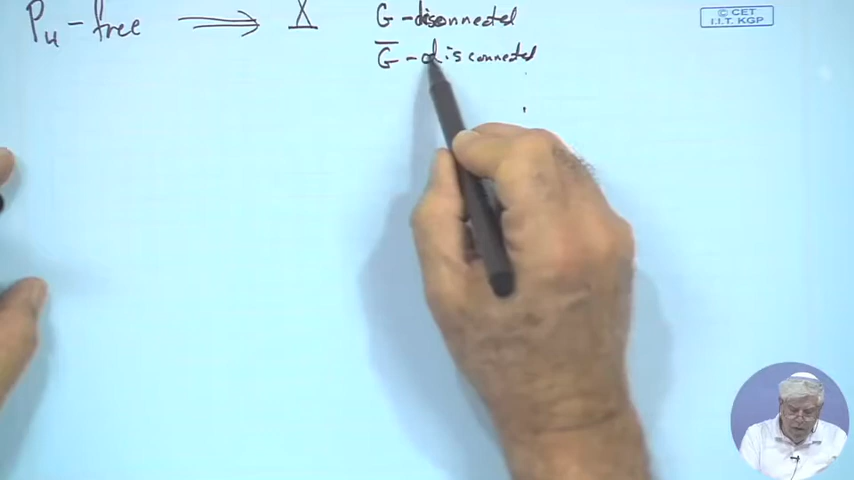 P4-free ⟹ X G-disconnected
G̅-disconnected
© CET
I.I.T. KGP